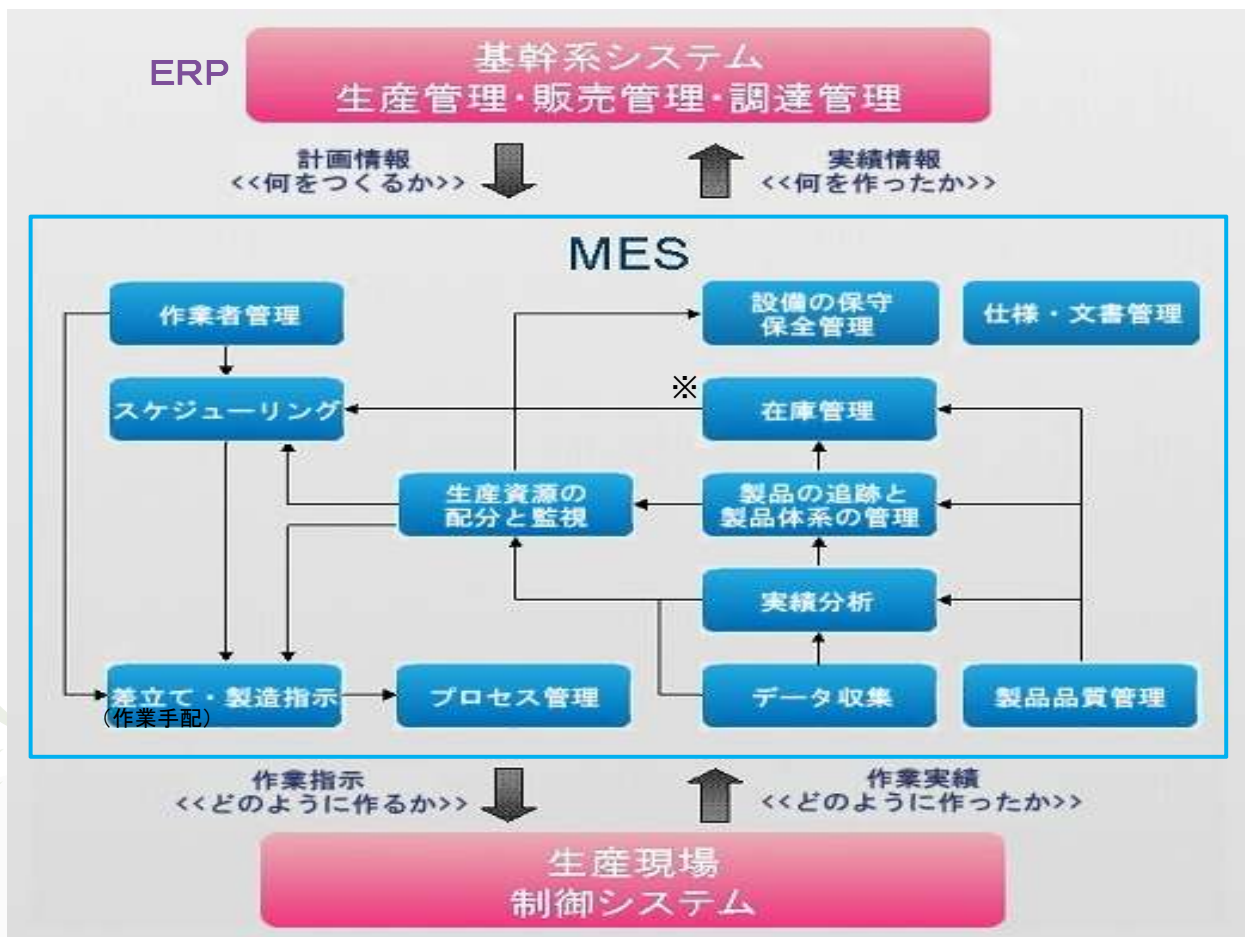 ERP
基幹系システム
生産管理・販売管理・調達管理
計画情報
<<何をつくるか>>
実績情報
<<何を作ったか>>
MES
作業者管理
設備の保守
保全管理
仕様・文書管理
スケジューリング
※
在庫管理
生産資源の
配分と監視
製品の追跡と
製品体系の管理
実績分析
差立て・製造指示
(作業手配)
プロセス管理
データ収集
製品品質管理
作業指示
<<どのように作るか>>
作業実績
<<どのように作ったか>>
生産現場
制御システム